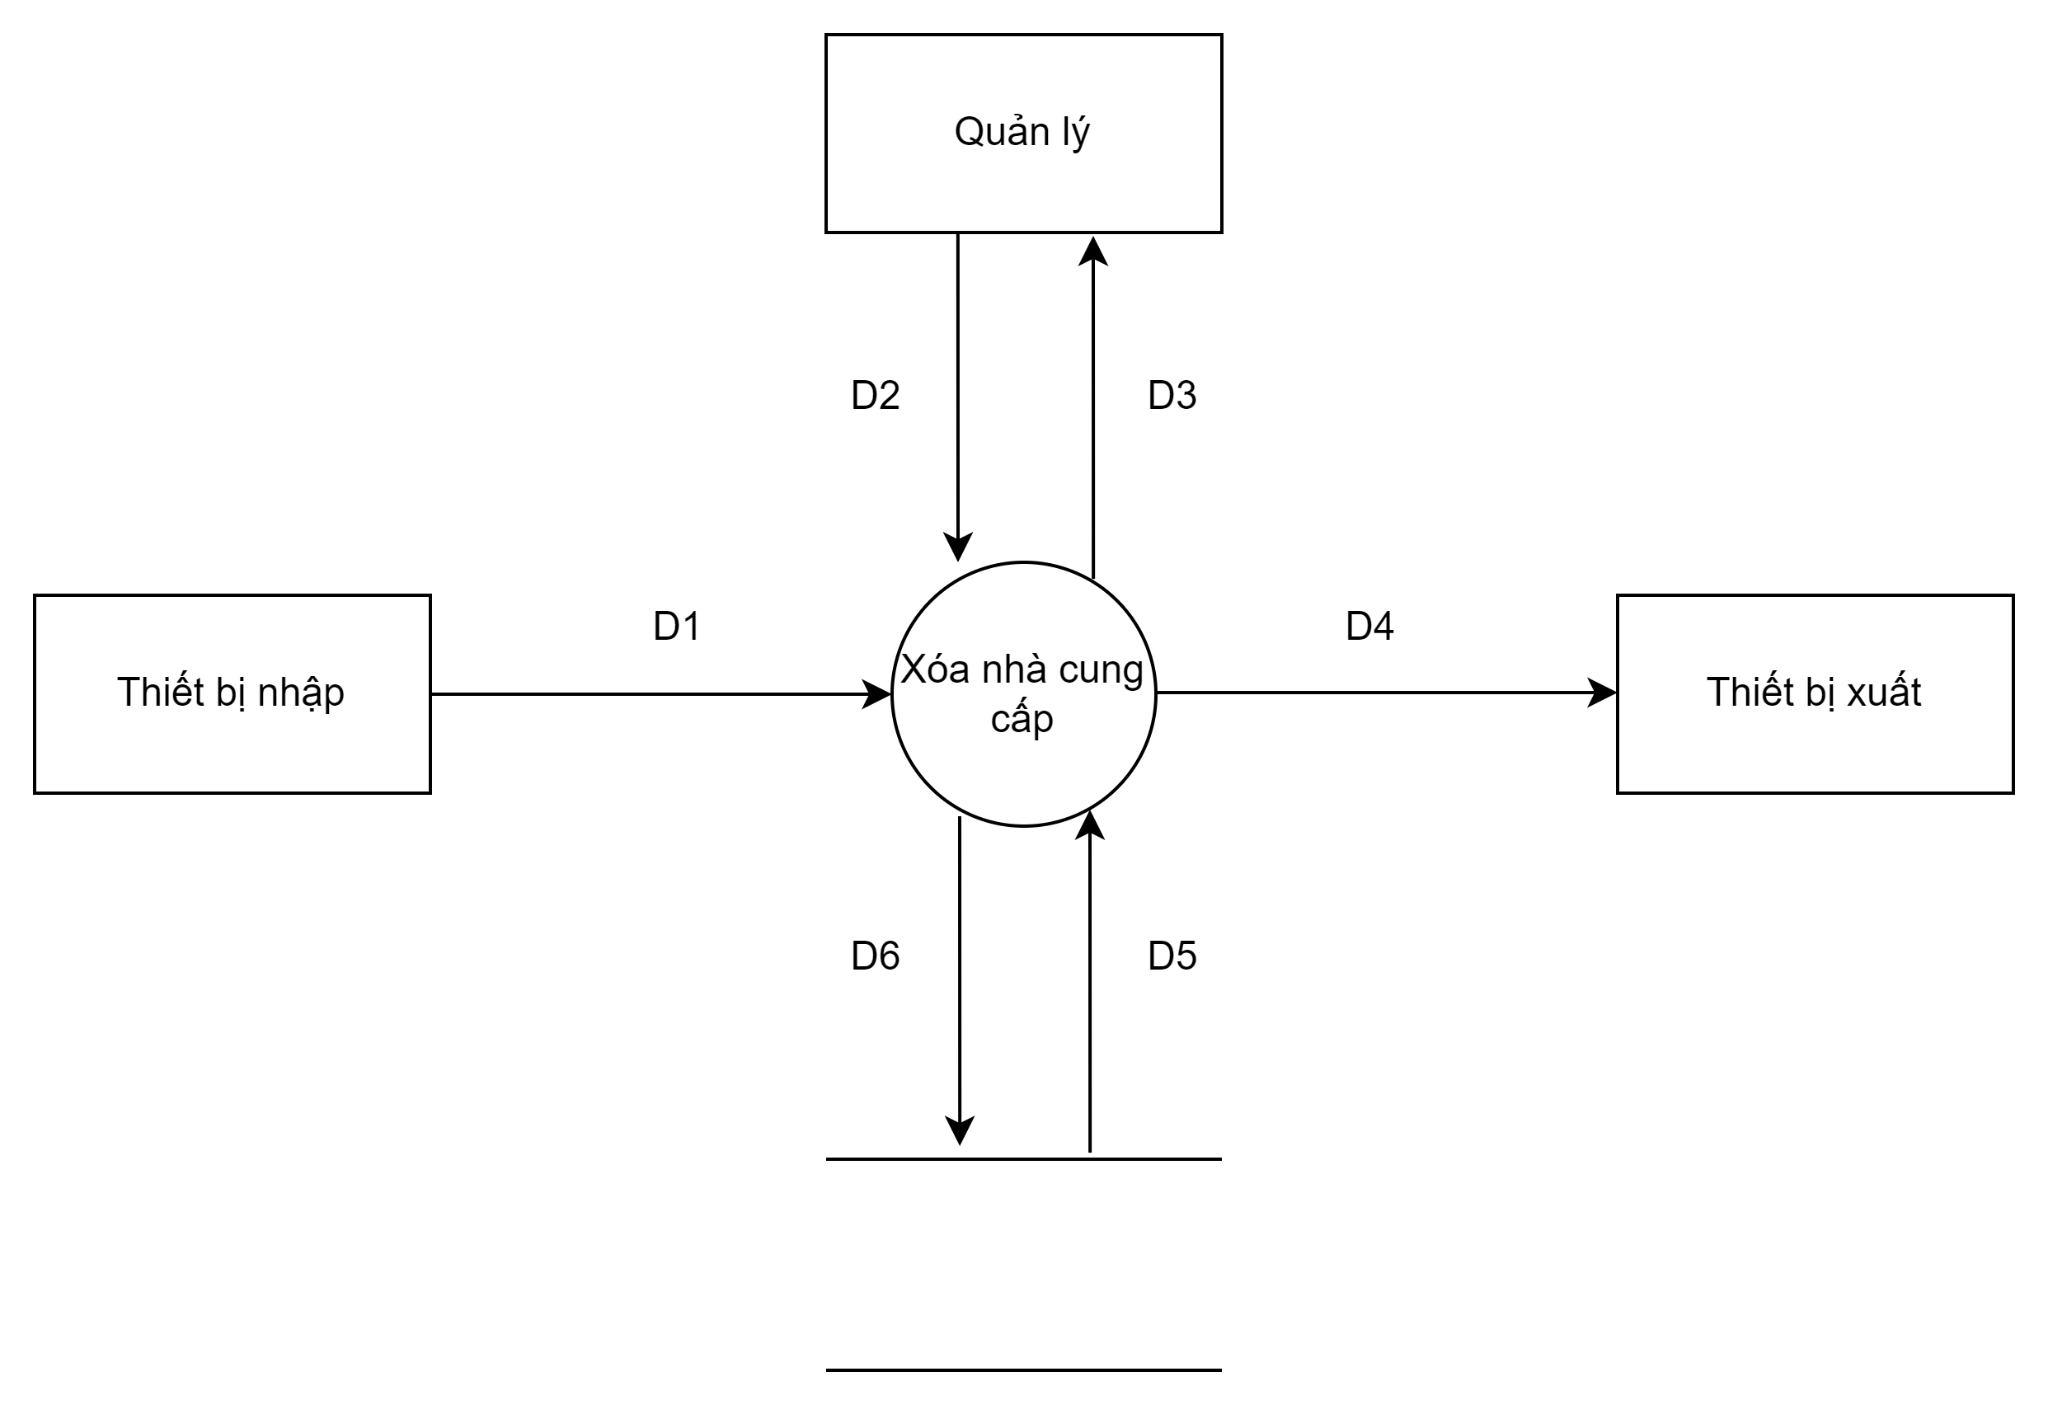 Quản lý
D2
D3
D1
D4
Thiết bị nhập
Xóa nhà cung
cấp
Thiết bị xuất
D6
D5